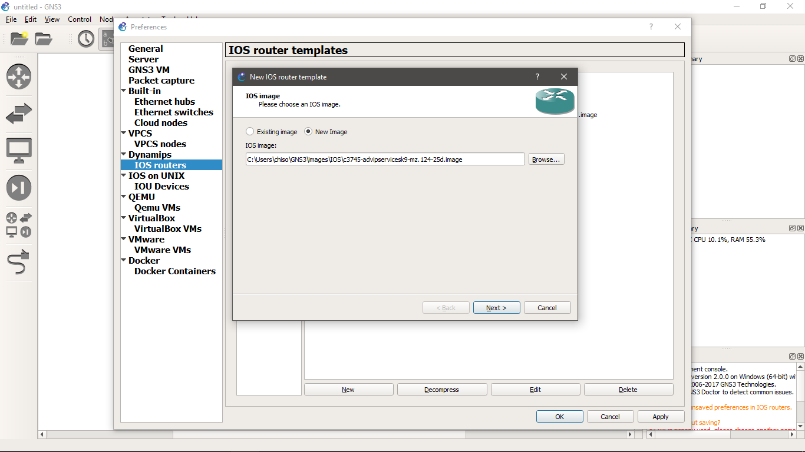 untitled - GNS3
File Edit View Control Nod
Preferences
General
Server
GNS3 VM
Packet capture
Built-in
Ethernet hubs
Ethernet switches
Cloud nodes
VPCS
VPCS nodes
Dynamips
IOS routers
IOS on UNIX
IOU Devices
QEMU
Qemu VMs
VirtualBox
VirtualBox VMs
VMware
VMware VMs
Docker
Docker Containers
IOS router templates
New IOS router template
IOS image
Please choose an IOS image.
Existing image New Image
IOS image:
C:\Users\chiso\GNS3\images\IOS\c3745-advipservicesk9-mz.124-25d.image
Browse...
< Back Next > Cancel
.image
New Decompress Edit Delete
OK Cancel Apply
ary
ry
CPU 10.1%, RAM 55.3%
ent console.
version 2.0.0 on Windows (64-bit) wi
006-2017 GNS3 Technologies.
S3 Doctor to detect common issues.
nsaved preferences in IOS routers.
ut saving?